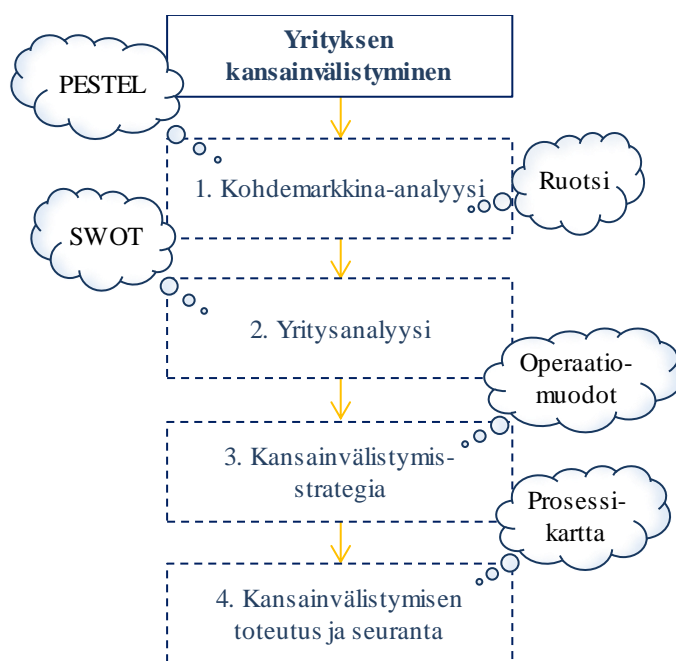 Yrityksen
kansainvälistyminen
PESTEL
1. Kohdemarkkina-analyysi
Ruotsi
SWOT
2. Yritysanalyysi
Operaatio-
muodot
3. Kansainvälistymis-
strategia
Prosessi-
kartta
4. Kansainvälistymisen
toteutus ja seuranta